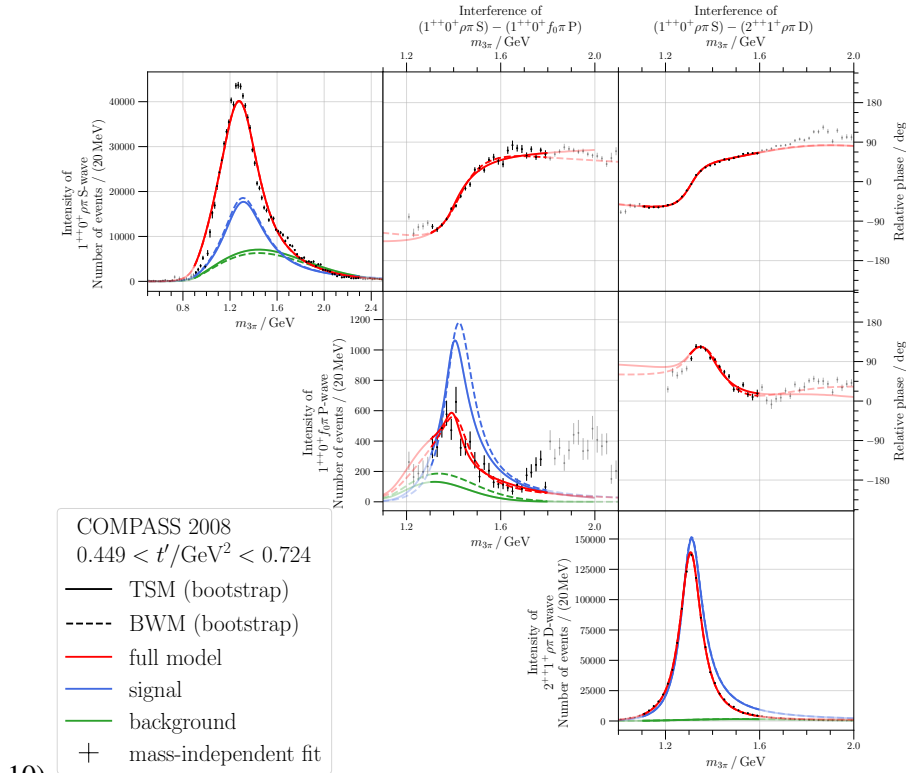 Interference of
(1⁺⁺0⁺ρπ S) − (1⁺⁺0⁺ f₀π P)
m₃π / GeV
1.2 1.6 2.0
Interference of
(1⁺⁺0⁺ρπ S) − (2⁺⁺1⁺ρπ D)
m₃π / GeV
1.2 1.6 2.0
Intensity of
1⁺⁺0⁺ρπ S-wave
Number of events / (20 MeV)
40000
30000
20000
10000
0
0.8 1.2 1.6 2.0 2.4
m₃π / GeV
180
90
0
−90
−180
Relative phase / deg
Intensity of
1⁺⁺0⁺ f₀π P-wave
Number of events / (20 MeV)
1200
1000
800
600
400
200
0
1.2 1.6 2.0
m₃π / GeV
180
90
0
−90
−180
Relative phase / deg
Intensity of
2⁺⁺1⁺ρπ D-wave
Number of events / (20 MeV)
150000
125000
100000
75000
50000
25000
0
1.2 1.6 2.0
m₃π / GeV
COMPASS 2008
0.449 < t′/GeV² < 0.724
TSM (bootstrap)
BWM (bootstrap)
full model
signal
background
mass-independent fit